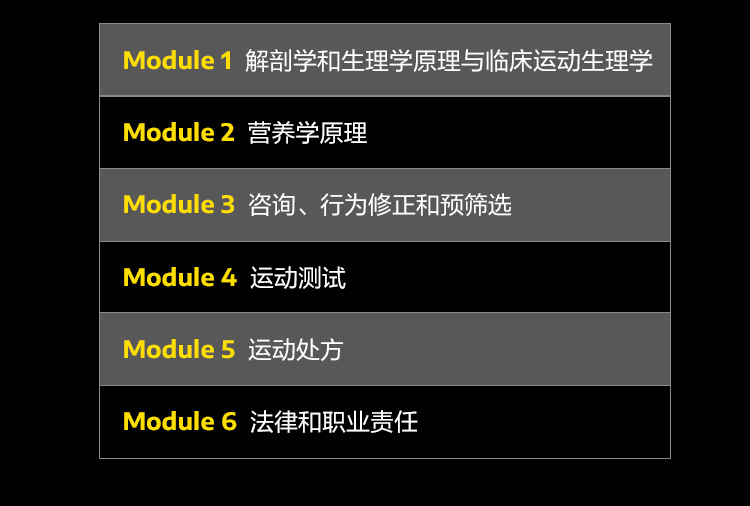 Module 1 解剖学和生理学原理与临床运动生理学
Module 2 营养学原理
Module 3 咨询、行为修正和预筛选
Module 4 运动测试
Module 5 运动处方
Module 6 法律和职业责任